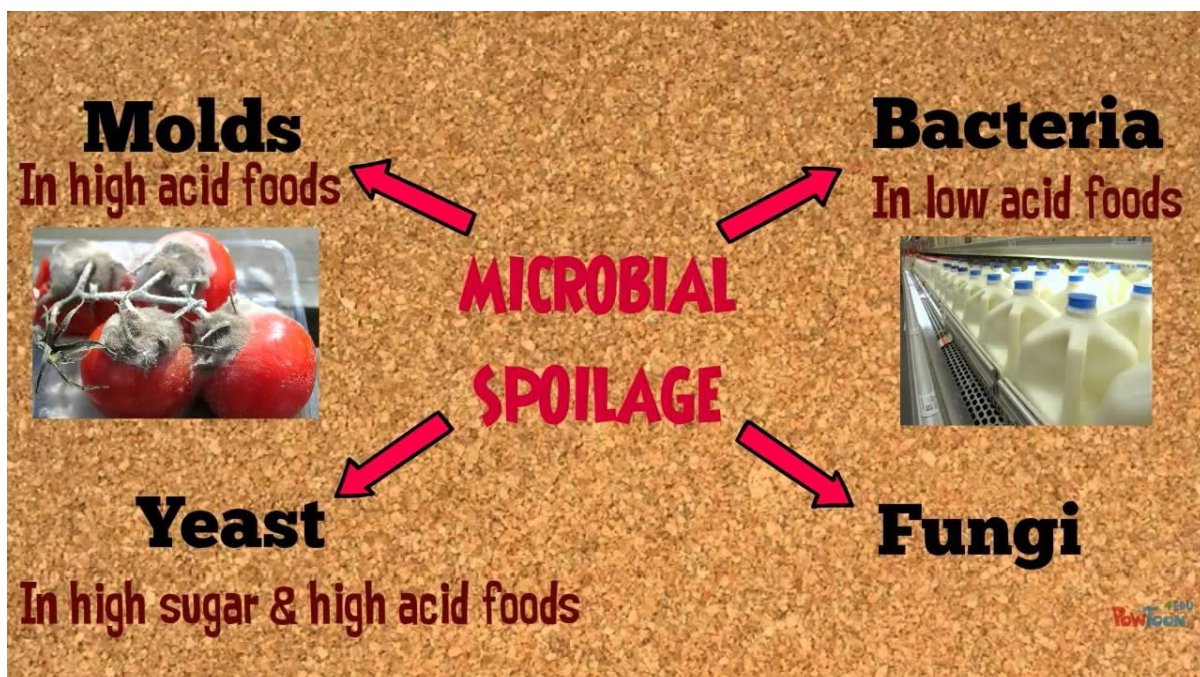 Molds
In high acid foods
Bacteria
In low acid foods
MICROBIAL
SPOILAGE
Yeast
In high sugar & high acid foods
Fungi
4EDU
POWTOON